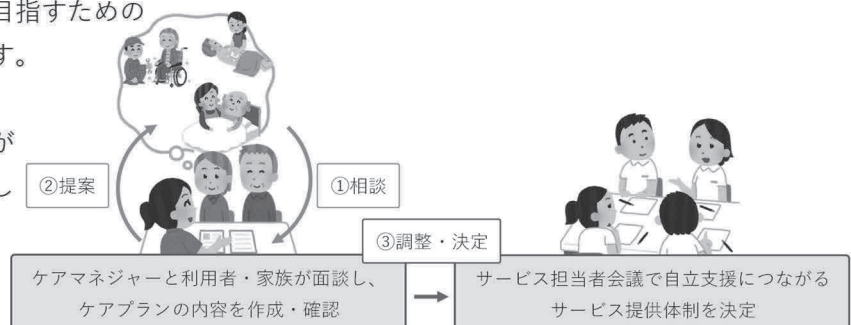 目指すための
す。
が
し
②提案
①相談
③調整・決定
ケアマネジャーと利用者・家族が面談し、
ケアプランの内容を作成・確認
サービス担当者会議で自立支援につながる
サービス提供体制を決定